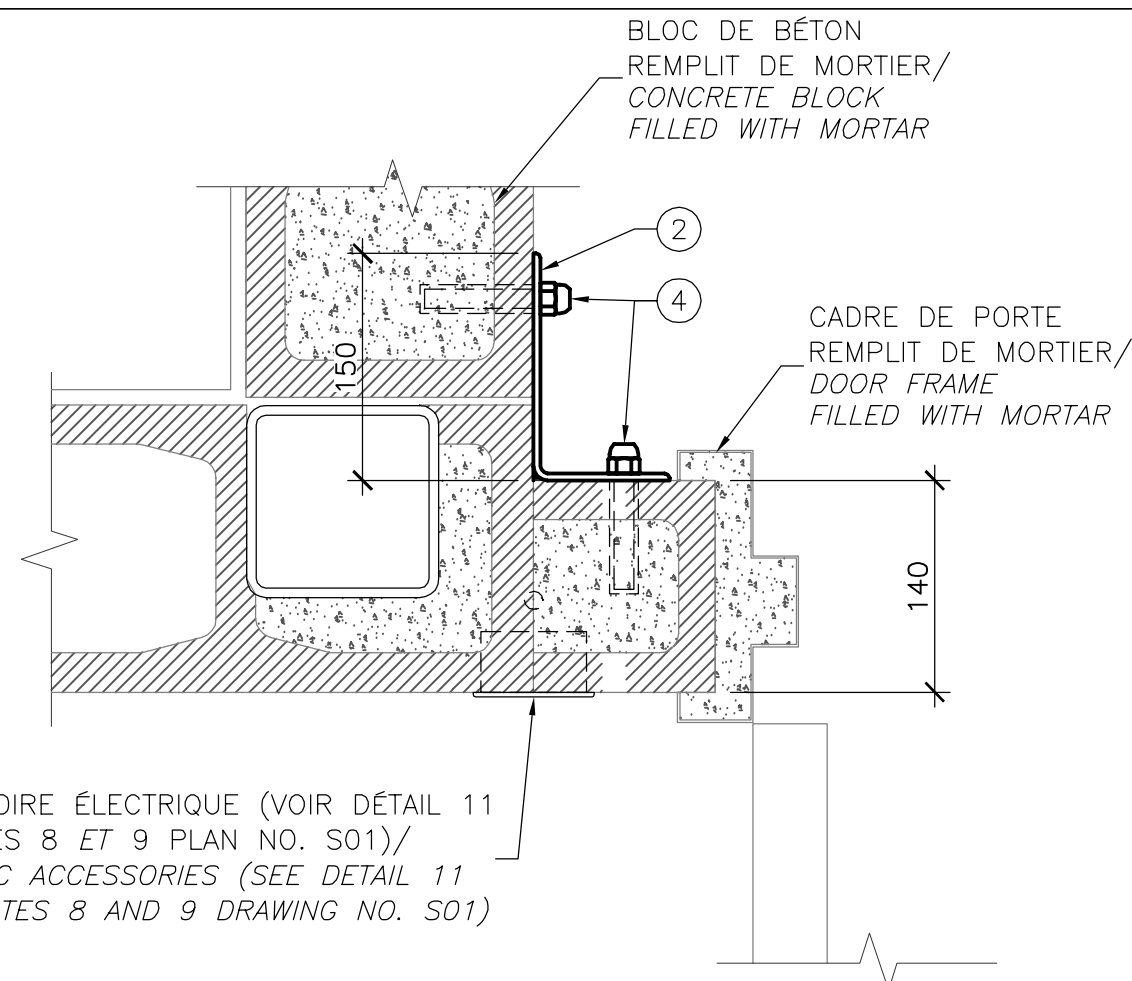 BLOC DE BÉTON
REMPLIT DE MORTIER/
CONCRETE BLOCK
FILLED WITH MORTAR
2
4
CADRE DE PORTE
REMPLIT DE MORTIER/
DOOR FRAME
FILLED WITH MORTAR
150
140
OIRE ÉLECTRIQUE (VOIR DÉTAIL 11
ES 8 ET 9 PLAN NO. S01)/
C ACCESSORIES (SEE DETAIL 11
TES 8 AND 9 DRAWING NO. S01)